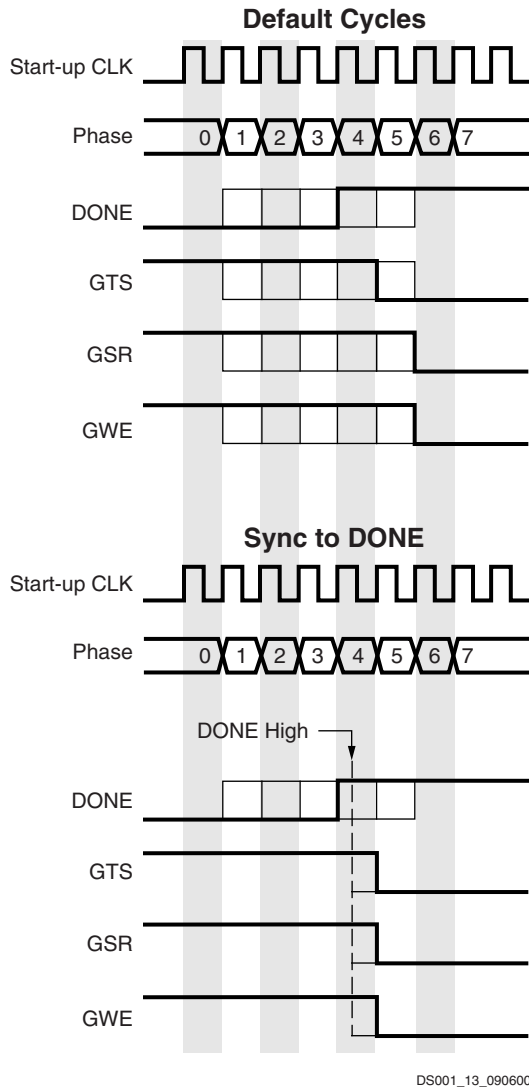 Default Cycles
Start-up CLK
Phase 0 1 2 3 4 5 6 7
DONE
GTS
GSR
GWE
Sync to DONE
Start-up CLK
Phase 0 1 2 3 4 5 6 7
DONE High
DONE
GTS
GSR
GWE
DS001_13_090600